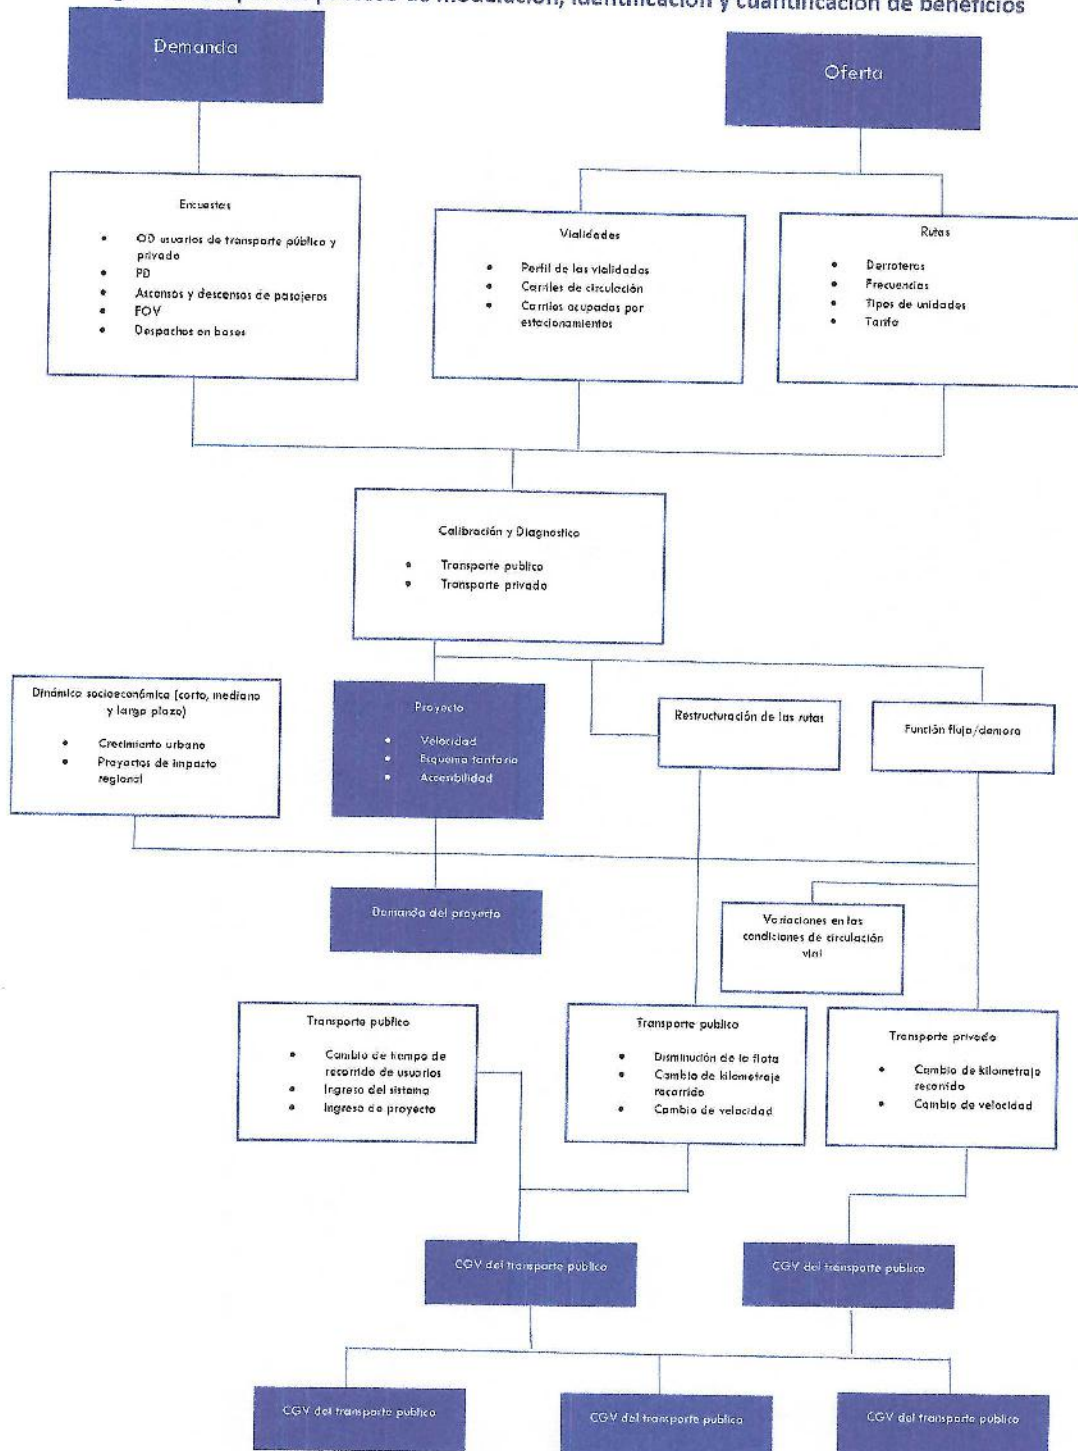 de modelación, identificación y cuantificación de beneficios
Demanda
Oferta
Encuestas
• OD usuarios de transporte público y
privado
• PD
• Ascensos y descensos de pasajeros
• FOV
• Despachos en bases
Vialidades
• Perfil de las vialidades
• Carriles de circulación
• Carriles ocupados por
estacionamientos
Rutas
• Derroteros
• Frecuencias
• Tipos de unidades
• Tarifa
Calibración y Diagnostico
• Transporte publico
• Transporte privado
Dinámica socioeconómica (corto, mediano
y largo plazo)
• Crecimiento urbano
• Proyectos de impacto
regional
Proyecto
• Velocidad
• Esquema tarifario
• Accesibilidad
Restructuración de las rutas
Función flujo/demora
Demanda del proyecto
Variaciones en las
condiciones de circulación
vial
Transporte publico
• Cambio de tiempo de
recorrido de usuarios
• Ingreso del sistema
• Ingreso de proyecto
Transporte publico
• Disminución de la flota
• Cambio de kilometraje
recorrido
• Cambio de velocidad
Transporte privado
• Cambio de kilometraje
recorrido
• Cambio de velocidad
CGV del transporte publico
CGV del transporte publico
CGV del transporte publico
CGV del transporte publico
CGV del transporte publico